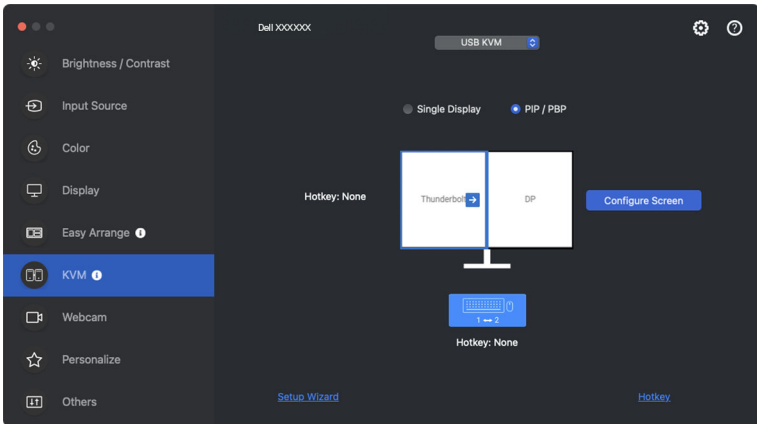 Dell XXXXXX
USB KVM
Brightness / Contrast
Input Source
Color
Display
Easy Arrange
KVM
Webcam
Personalize
Others
Single Display
PIP / PBP
Hotkey: None
Thunderbolt
DP
Configure Screen
1 ↔ 2
Hotkey: None
Setup Wizard
Hotkey